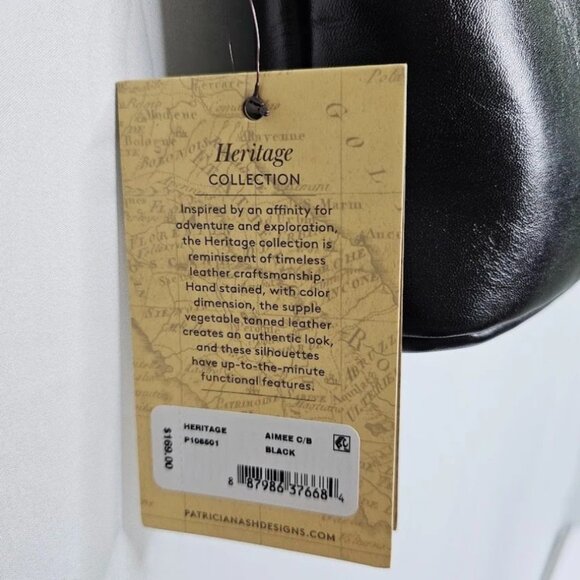 Heritage
COLLECTION
Inspired by an affinity for
adventure and exploration,
the Heritage collection is
reminiscent of timeless
leather craftsmanship.
Hand stained, with color
dimension, the supple
vegetable tanned leather
creates an authentic look,
and these silhouettes
have up-to-the-minute
functional features.
$169.00
HERITAGE AIMEE C/B
P106601 BLACK
8 87986 37668 4
PATRICIANASHDESIGNS.COM